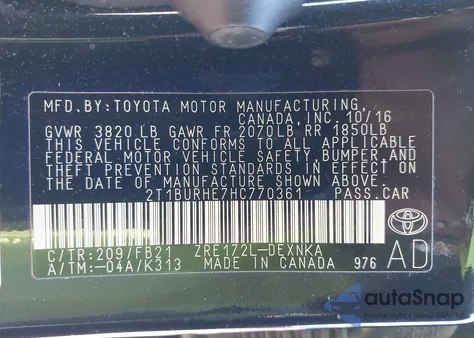 MFD.BY: TOYOTA MOTOR MANUFACTURING,
CANADA, INC. 10/16
GVWR 3820 LB GAWR FR 2070LB RR 1850LB
THIS VEHICLE CONFORMS TO ALL APPLICABLE
FEDERAL MOTOR VEHICLE SAFETY, BUMPER, AND
THEFT PREVENTION STANDARDS IN EFFECT ON
THE DATE OF MANUFACTURE SHOWN ABOVE.
2T1BURHE7HC770361 PASS.CAR
C/TR: 209/FB21 ZRE172L-DEXNKA
A/TM: -04A/K313 MADE IN CANADA 976 AD
autoSnap